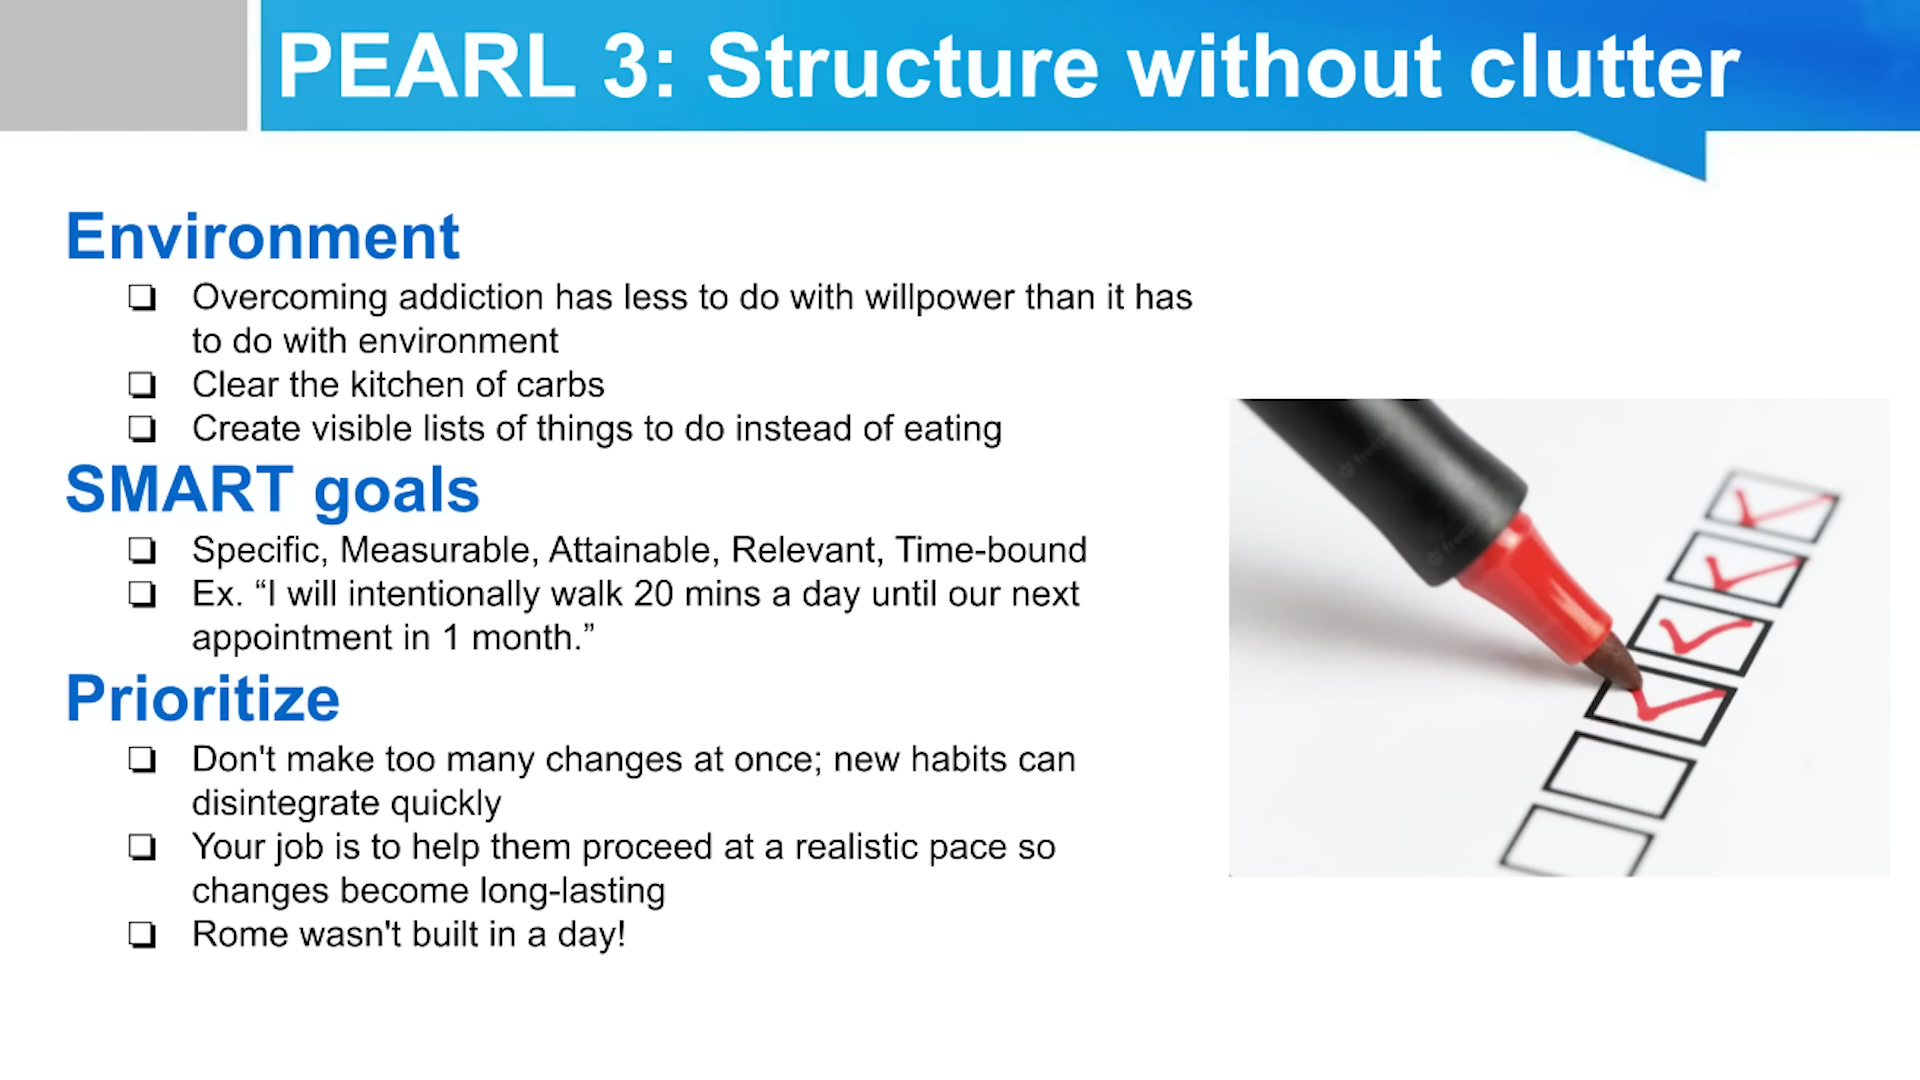 PEARL 3: Structure without clutter
Environment
❏ Overcoming addiction has less to do with willpower than it has
to do with environment
❏ Clear the kitchen of carbs
❏ Create visible lists of things to do instead of eating
SMART goals
❏ Specific, Measurable, Attainable, Relevant, Time-bound
❏ Ex. “I will intentionally walk 20 mins a day until our next
appointment in 1 month.”
Prioritize
❏ Don't make too many changes at once; new habits can
disintegrate quickly
❏ Your job is to help them proceed at a realistic pace so
changes become long-lasting
❏ Rome wasn't built in a day!